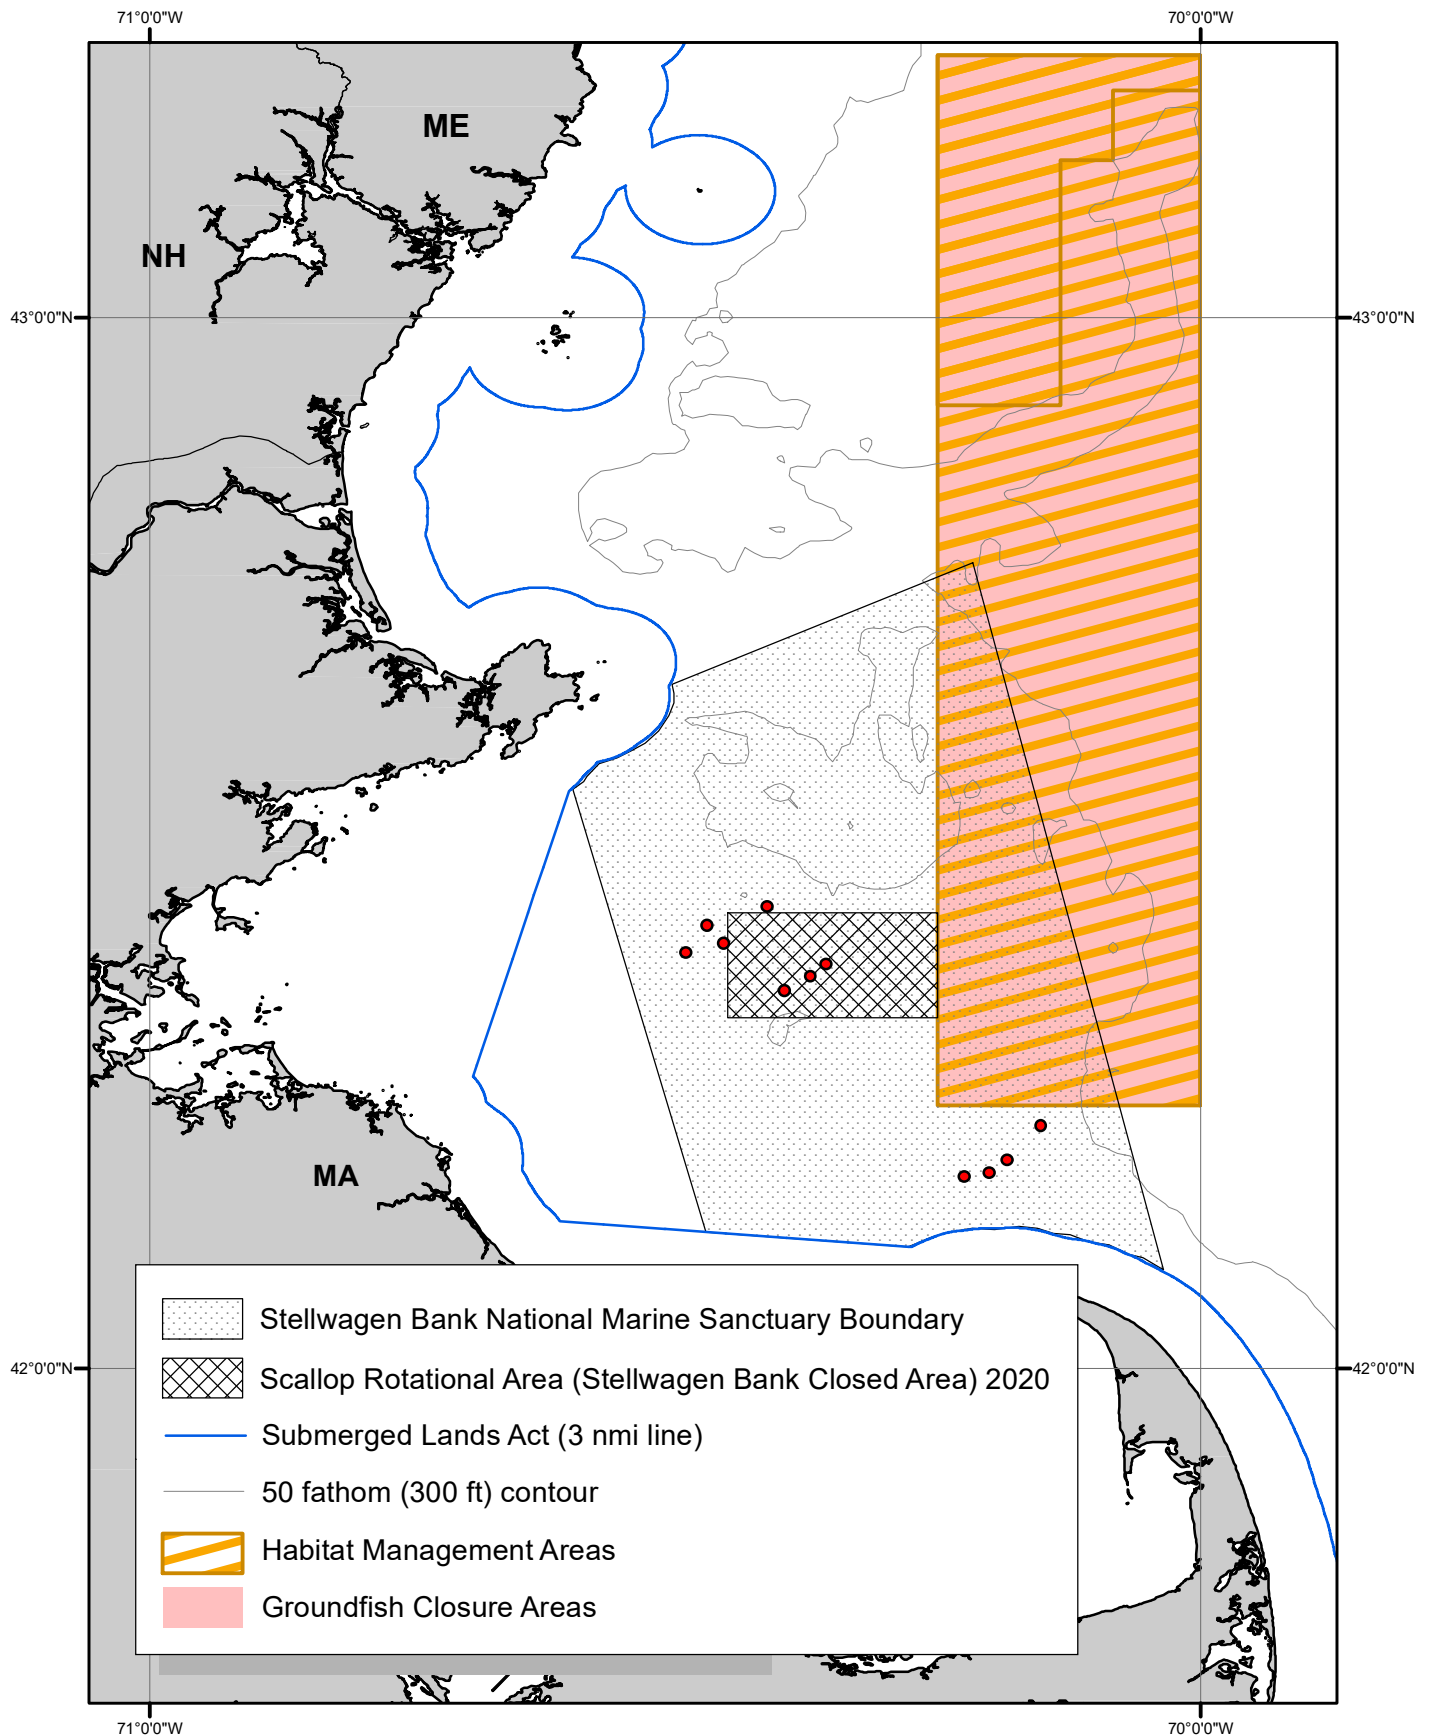 71°0'0"W
70°0'0"W
ME
NH
43°0'0"N
43°0'0"N
MA
Stellwagen Bank National Marine Sanctuary Boundary
42°0'0"N
Scallop Rotational Area (Stellwagen Bank Closed Area) 2020
42°0'0"N
Submerged Lands Act (3 nmi line)
50 fathom (300 ft) contour
Habitat Management Areas
Groundfish Closure Areas
71°0'0"W
70°0'0"W